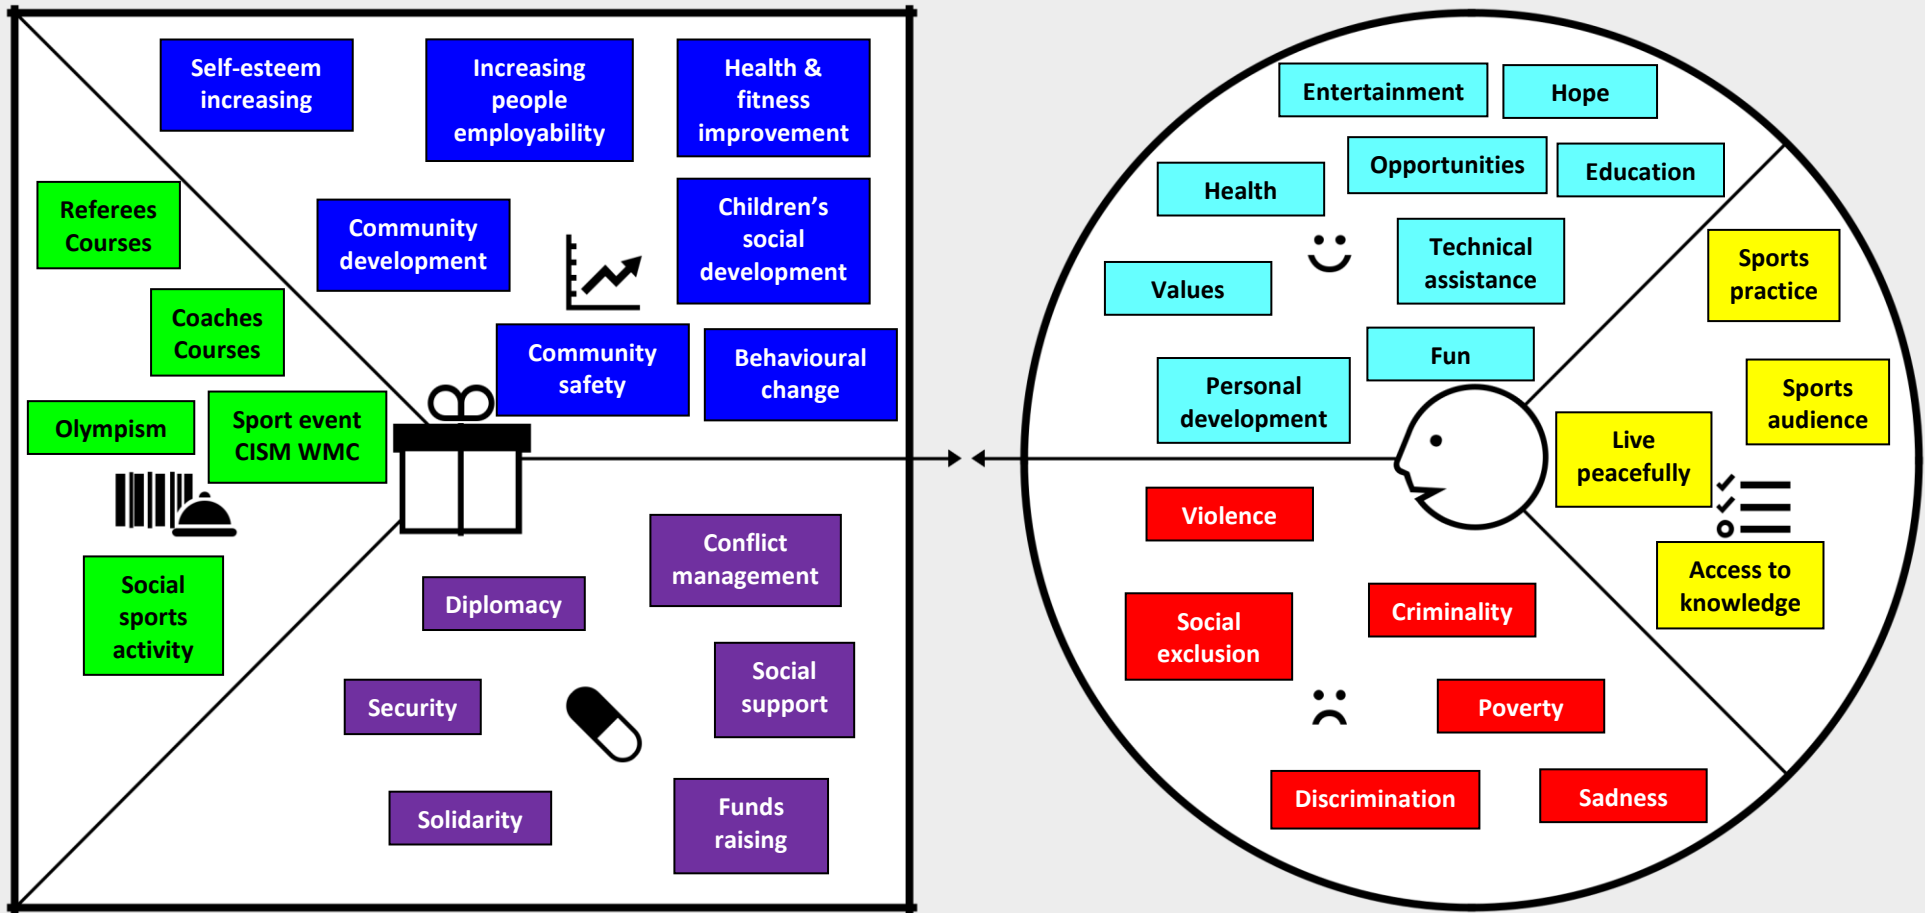 Self-esteem
increasing
Increasing
people
employability
Health &
fitness
improvement
Community
development
Children’s
social
development
Community
safety
Behavioural
change
Referees
Courses
Coaches
Courses
Olympism
Sport event
CISM WMC
Social
sports
activity
Conflict
management
Diplomacy
Social
support
Security
Solidarity
Funds
raising
Entertainment
Hope
Opportunities
Education
Health
Technical
assistance
Values
Fun
Personal
development
Sports
practice
Sports
audience
Live
peacefully
Access to
knowledge
Violence
Social
exclusion
Criminality
Poverty
Discrimination
Sadness